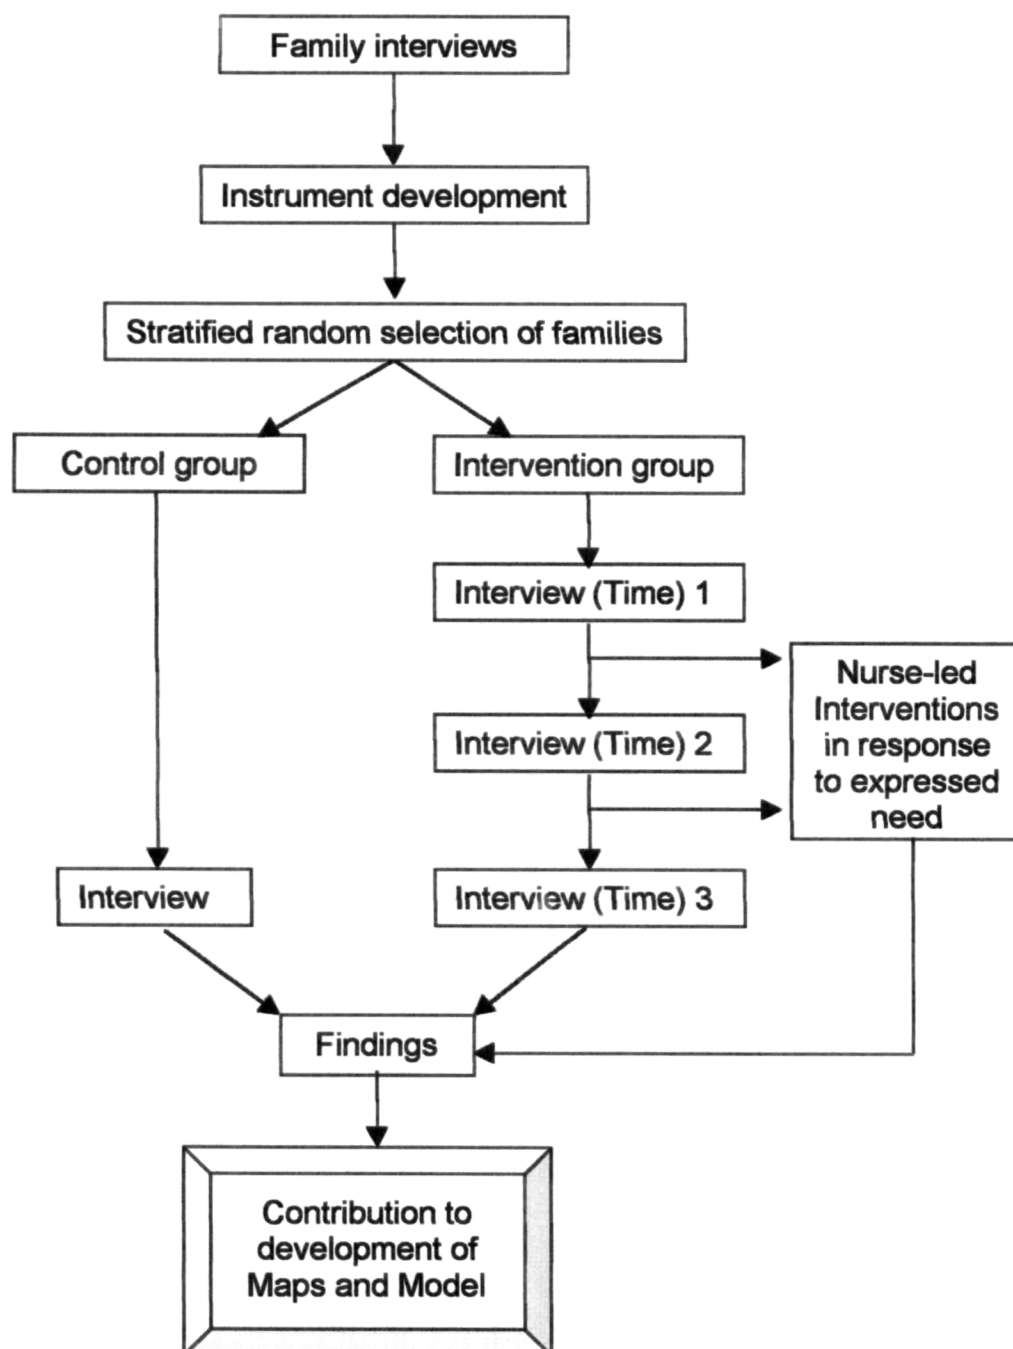 Family interviews
Instrument development
Stratified random selection of families
Control group
Intervention group
Interview (Time) 1
Nurse-led
Interventions
in response
to expressed
need
Interview (Time) 2
Interview
Interview (Time) 3
Findings
Contribution to
development of
Maps and Model